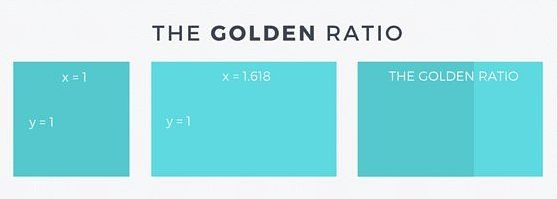 THE GOLDEN RATIO
x = 1
y = 1
x = 1.618
y = 1
THE GOLDEN RATIO